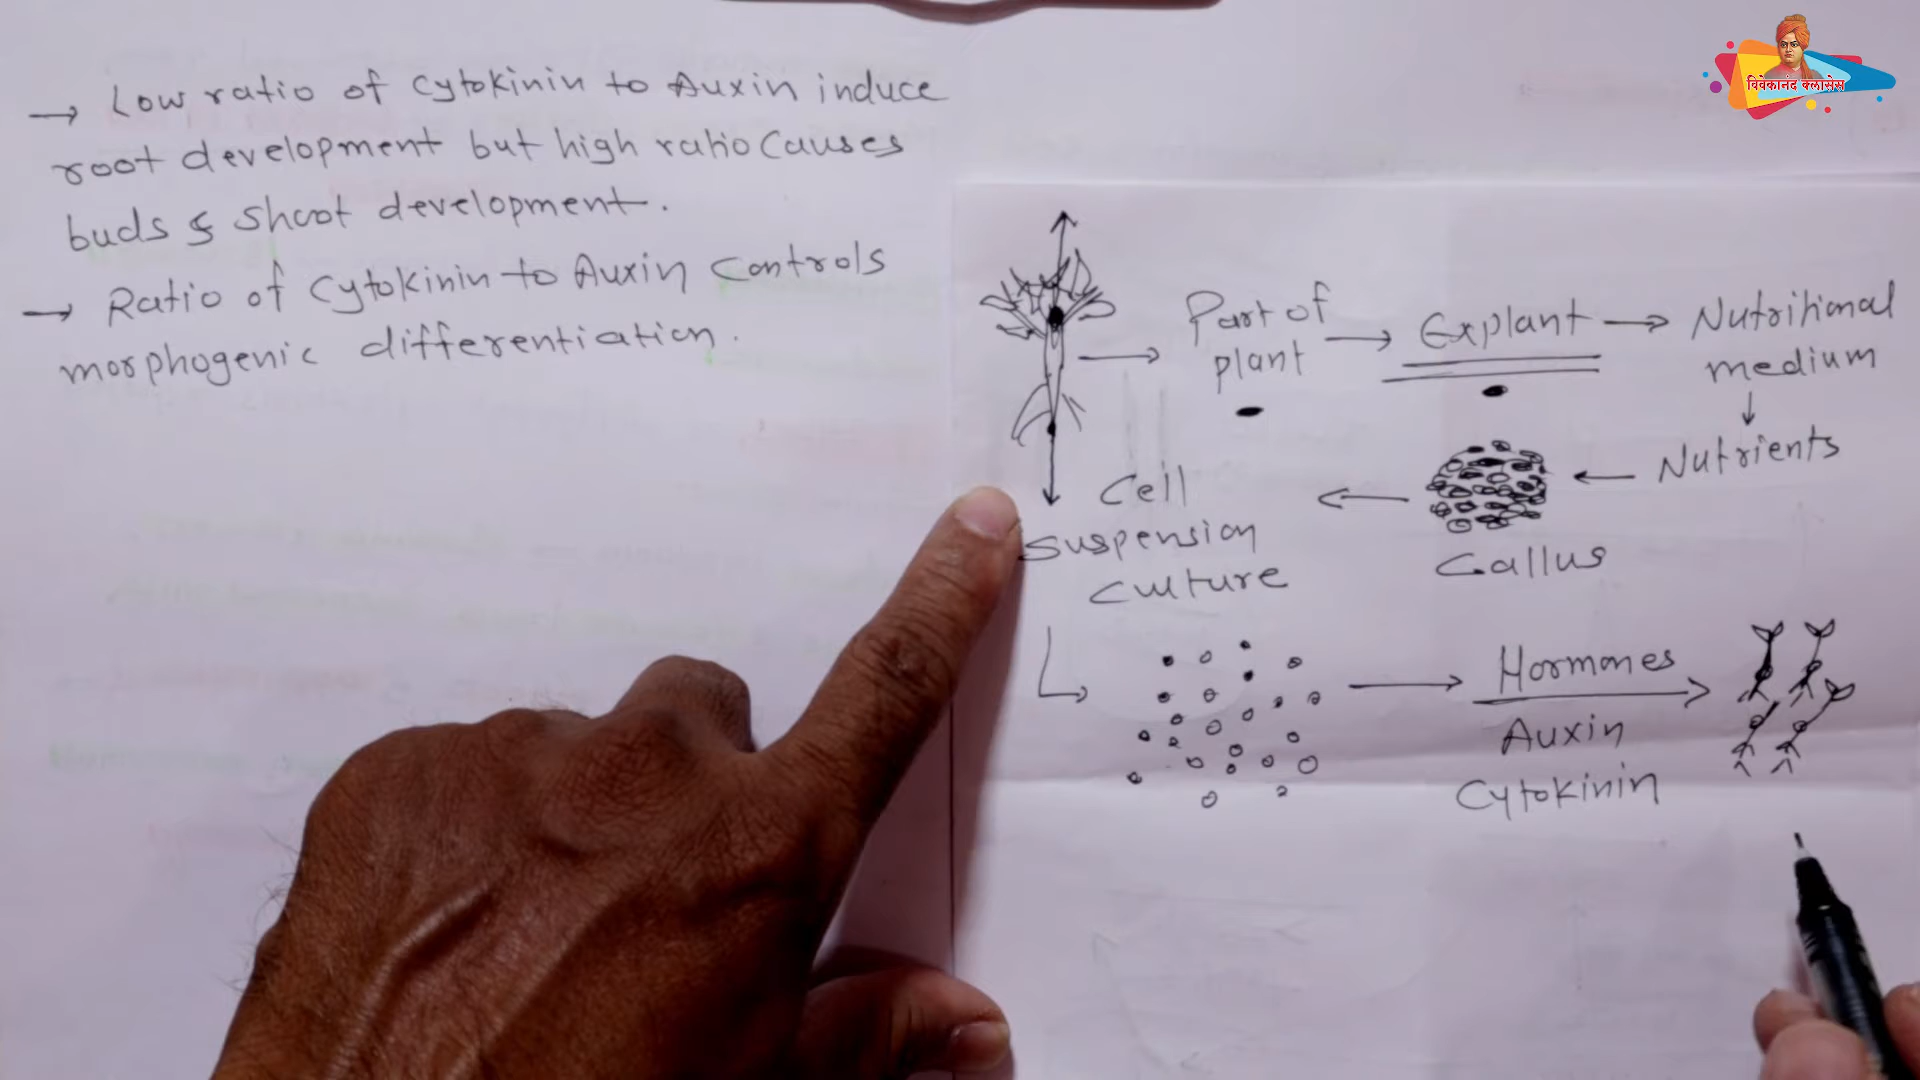 → Low ratio of cytokinin to Auxin induce
root development but high ratio causes
buds & shoot development.
→ Ratio of cytokinin to Auxin controls
morphogenic differentiation.
Part of
plant
→ Explant → Nutritional
medium
Nutrients
Callus
Cell
suspension
culture
Hormones
Auxin
Cytokinin
विवेकानंद क्लासेस